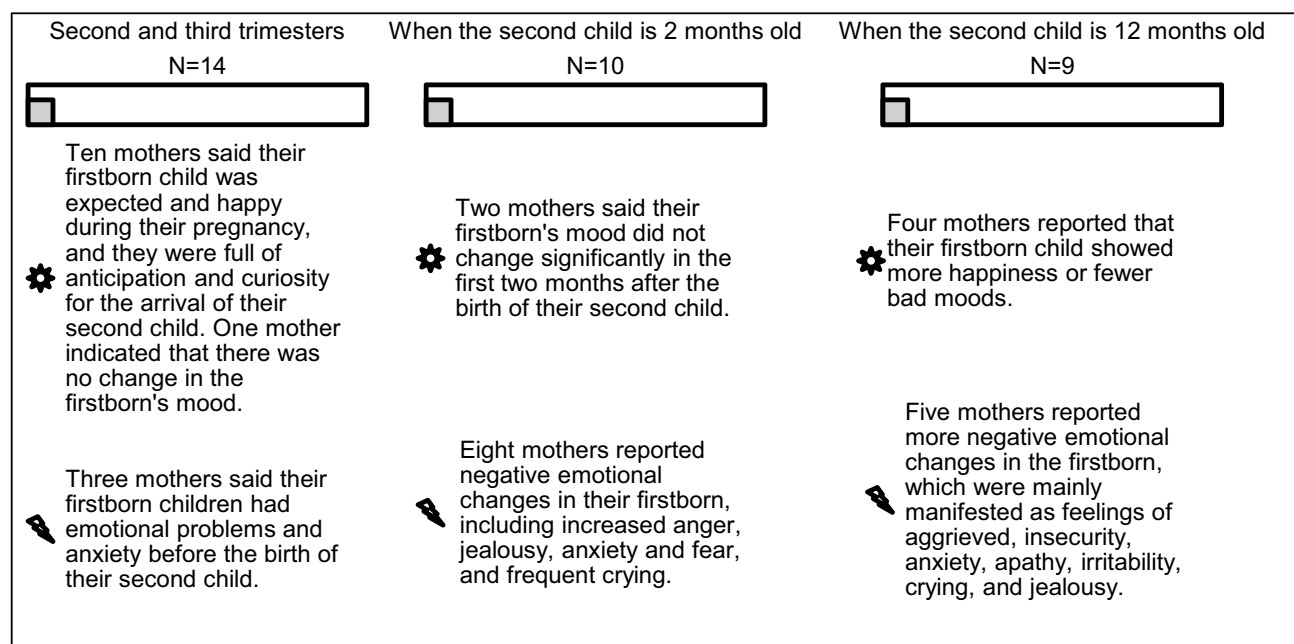 Second and third trimesters
N=14
Ten mothers said their
firstborn child was
expected and happy
during their pregnancy,
and they were full of
anticipation and curiosity
for the arrival of their
second child. One mother
indicated that there was
no change in the
firstborn's mood.
Three mothers said their
firstborn children had
emotional problems and
anxiety before the birth of
their second child.
When the second child is 2 months old
N=10
Two mothers said their
firstborn's mood did not
change significantly in the
first two months after the
birth of their second child.
Eight mothers reported
negative emotional
changes in their firstborn,
including increased anger,
jealousy, anxiety and fear,
and frequent crying.
When the second child is 12 months old
N=9
Four mothers reported that
their firstborn child showed
more happiness or fewer
bad moods.
Five mothers reported
more negative emotional
changes in the firstborn,
which were mainly
manifested as feelings of
aggrieved, insecurity,
anxiety, apathy, irritability,
crying, and jealousy.